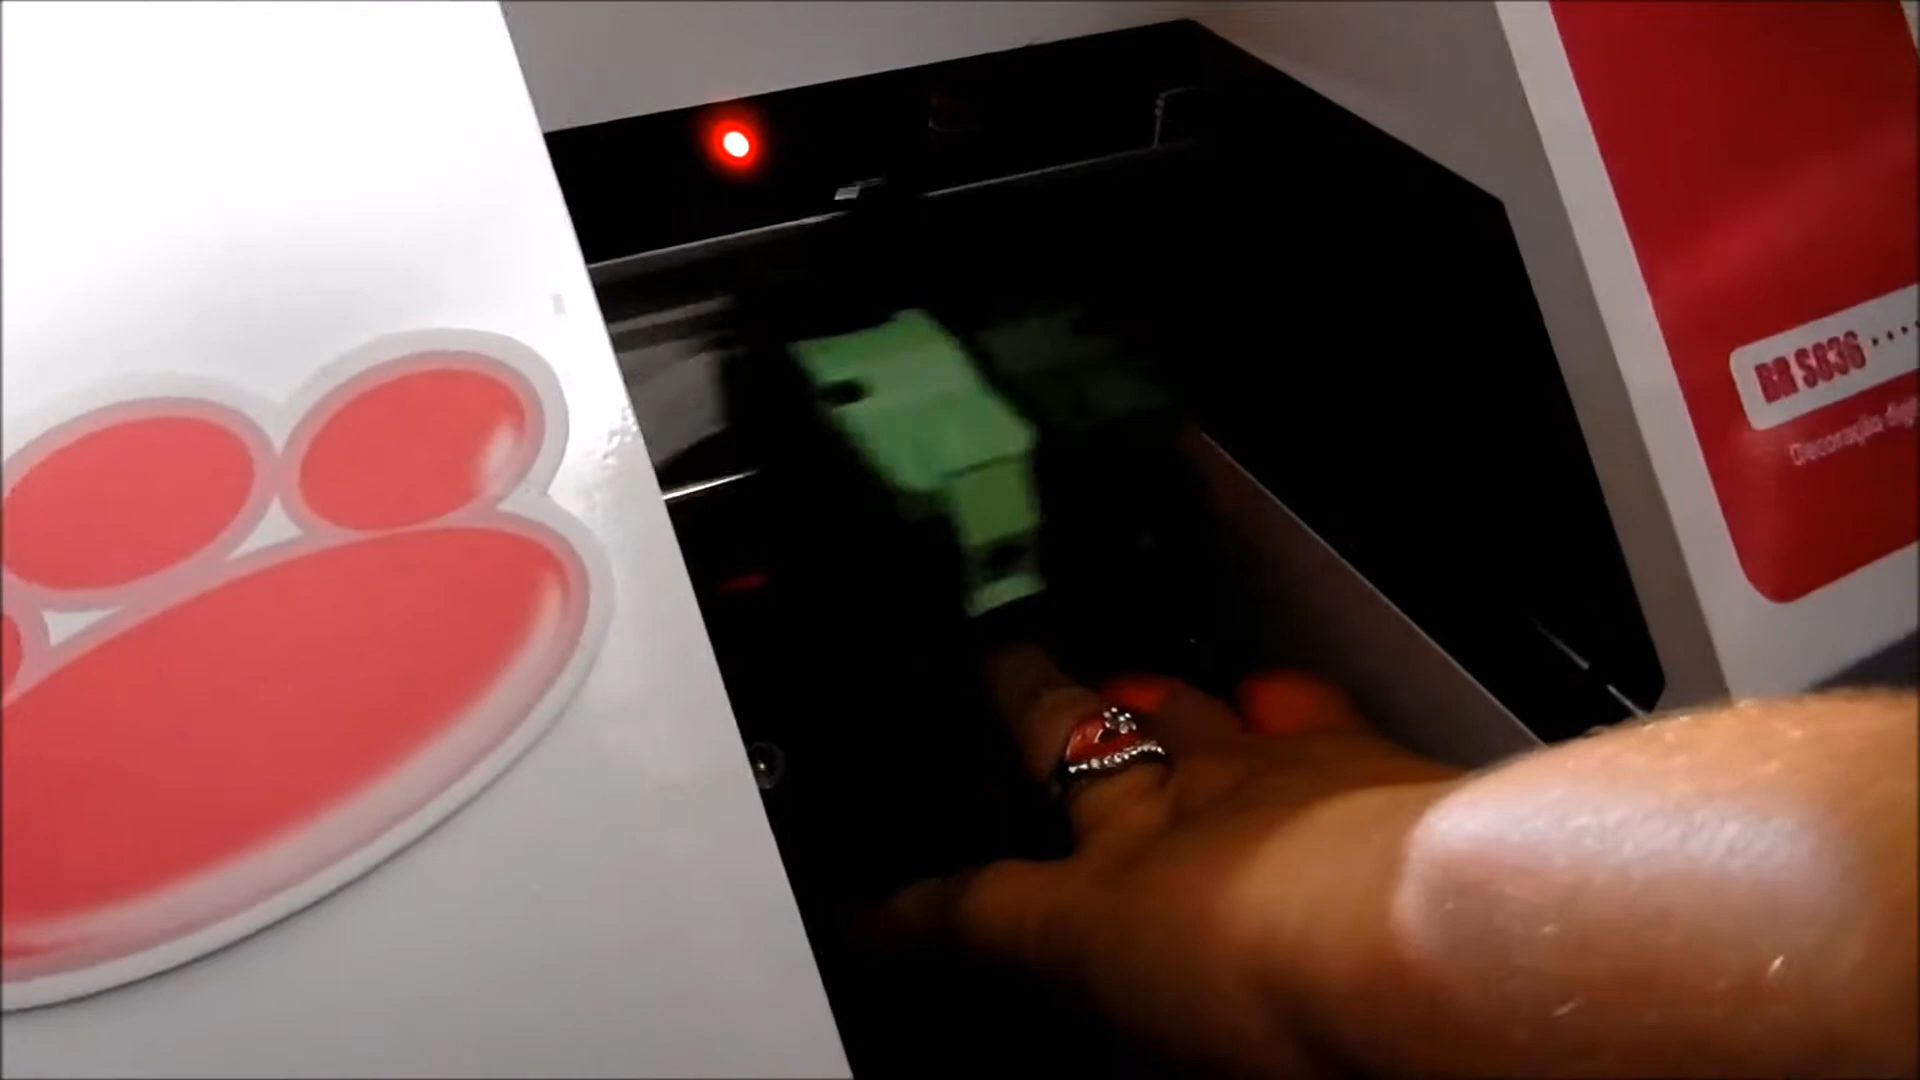 BR S036 ....
Decoração digi